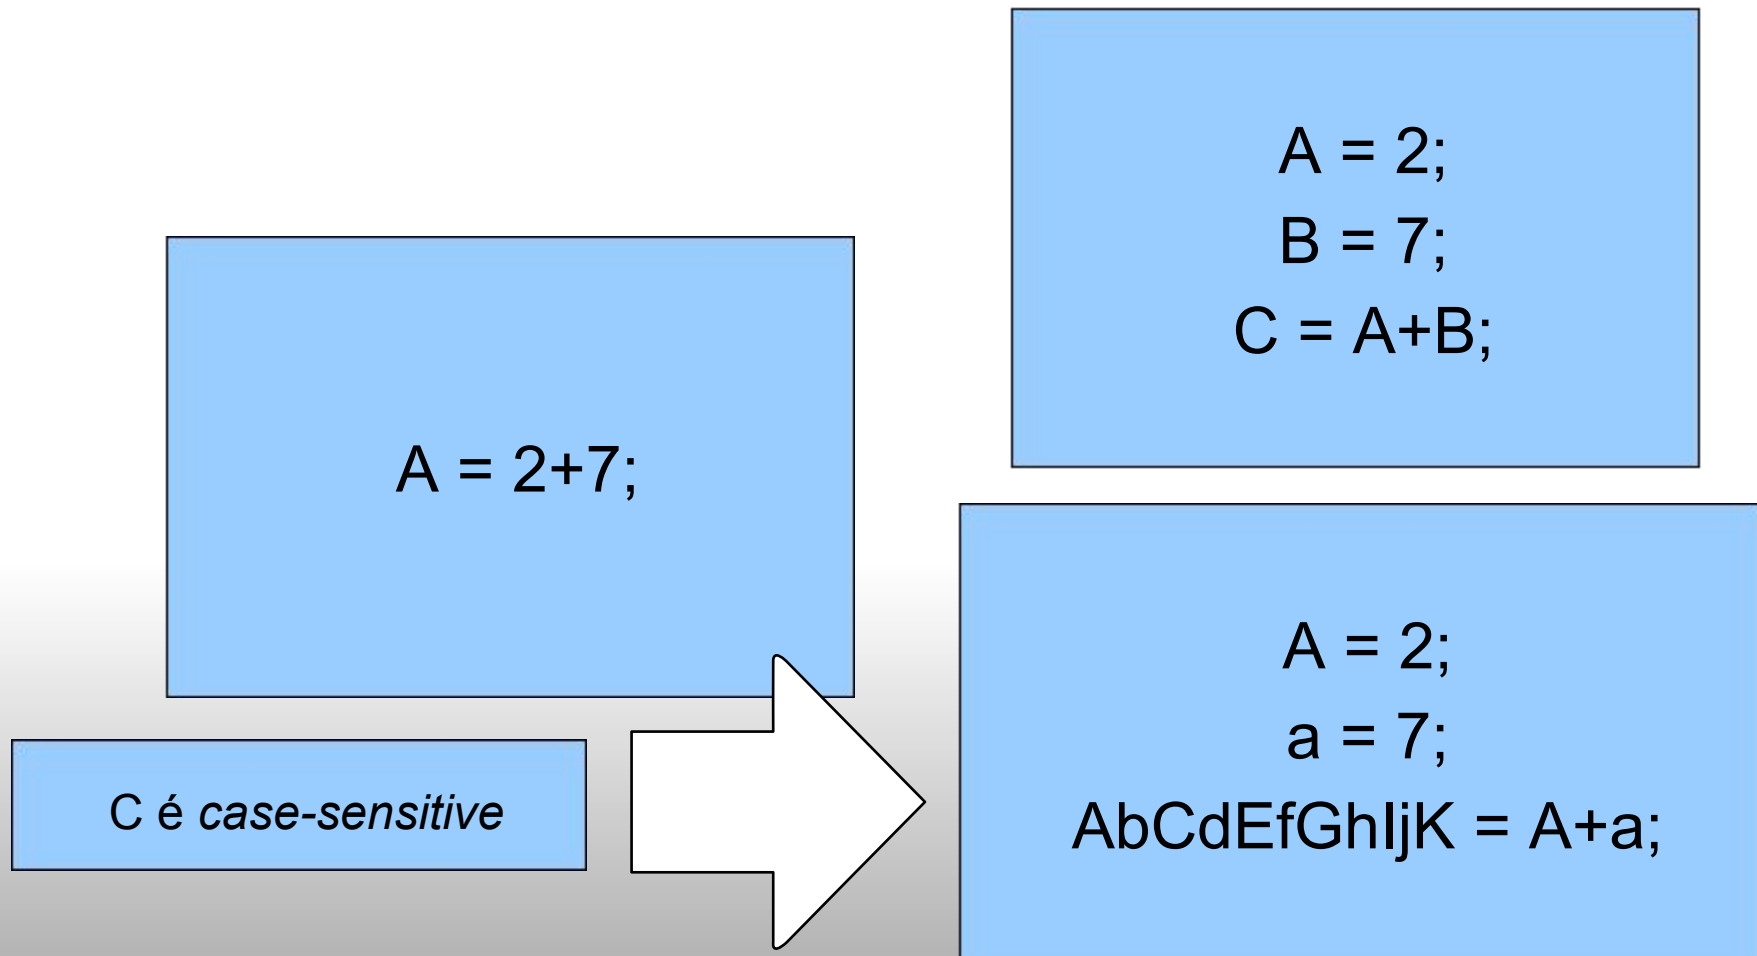 A = 2+7;
A = 2;
B = 7;
C = A+B;
C é case-sensitive
A = 2;
a = 7;
AbCdEfGhIjK = A+a;